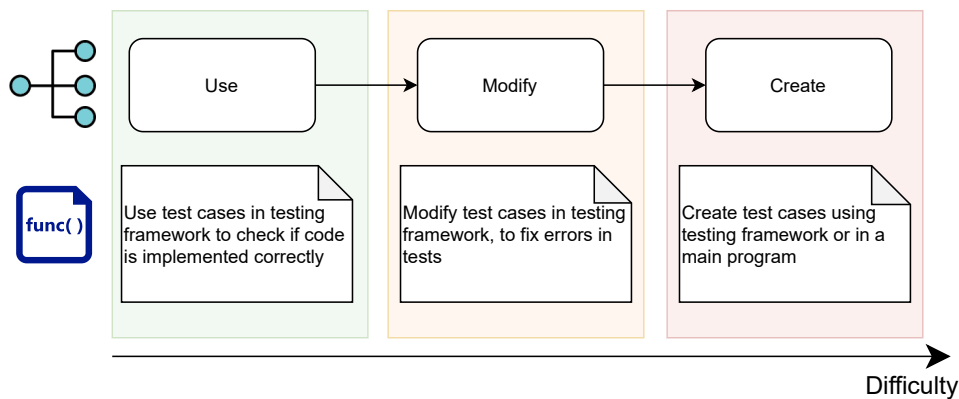 Use
Modify
Create
func( )
Use test cases in testing
framework to check if code
is implemented correctly
Modify test cases in testing
framework, to fix errors in
tests
Create test cases using
testing framework or in a
main program
Difficulty